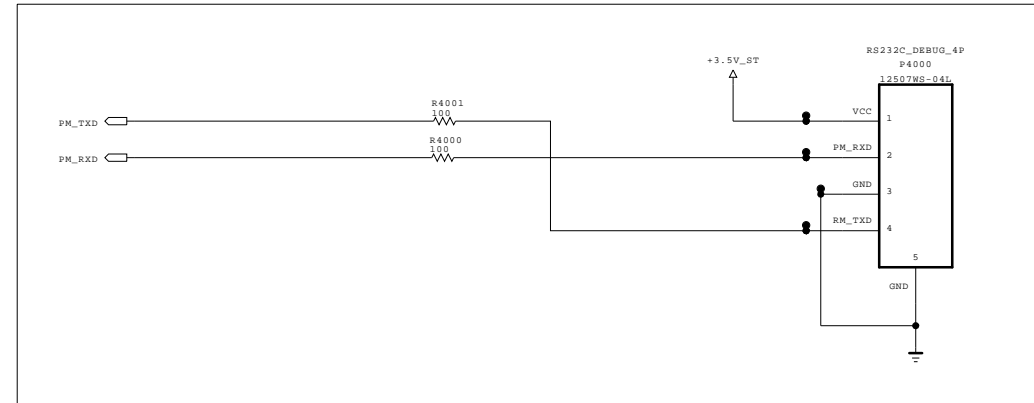 RS232C_DEBUG_4P
P4000
12507WS-04L
+3.5V_ST
R4001
100
PM_TXD
VCC
1
R4000
100
PM_RXD
PM_RXD
2
GND
3
RM_TXD
4
5
GND